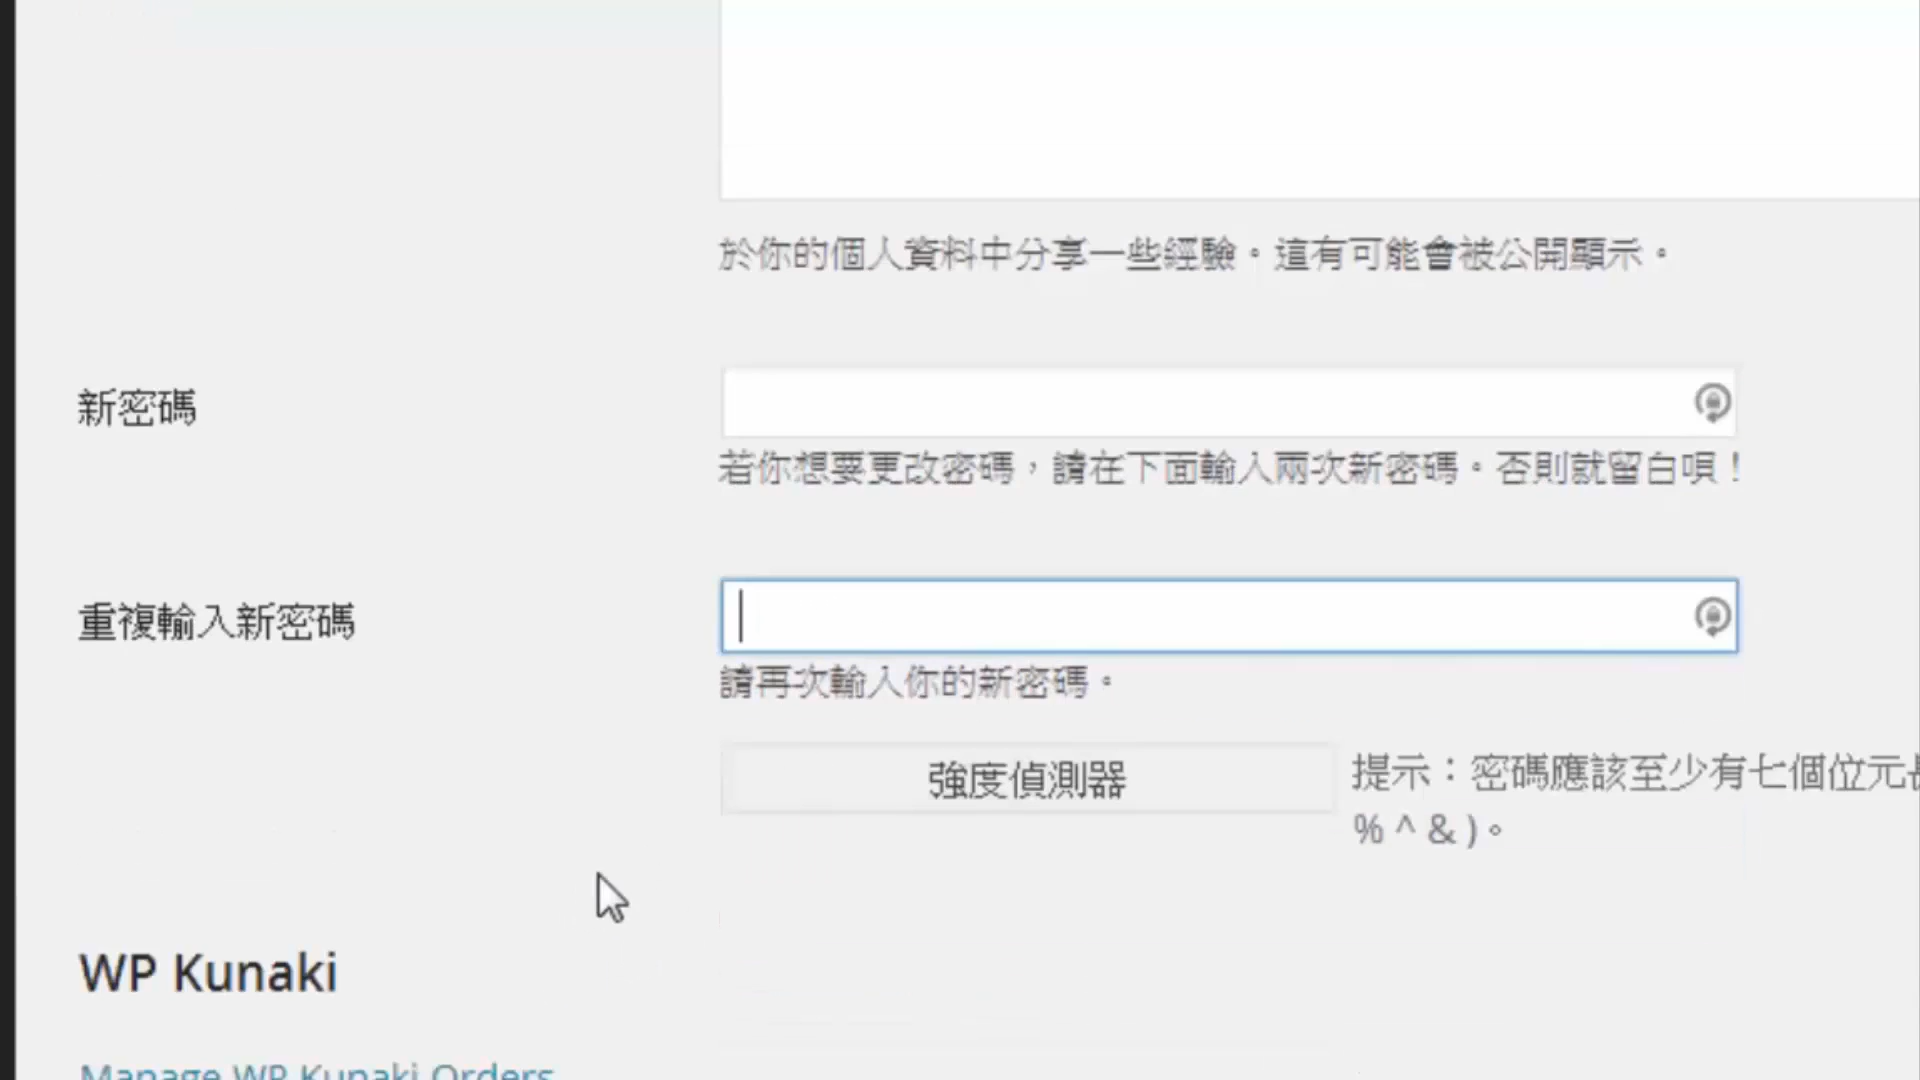 於你的個人資料中分享一些經驗。這有可能會被公開顯示。
新密碼
若你想要更改密碼，請在下面輸入兩次新密碼。否則就留白唄！
重複輸入新密碼
請再次輸入你的新密碼。
強度偵測器
提示：密碼應該至少有七個位元長
% ^ & )。
WP Kunaki
Manage WP Kunaki Orders